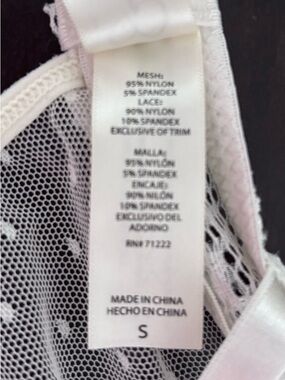 MESH:
95% NYLON
5% SPANDEX
LACE:
90% NYLON
10% SPANDEX
EXCLUSIVE OF TRIM
MALLA:
95% NYLON
5% SPANDEX
ENCAJE:
90% NILÓN
10% SPANDEX
EXCLUSIVO DEL
ADORNO
RN# 71222
MADE IN CHINA
HECHO EN CHINA
S